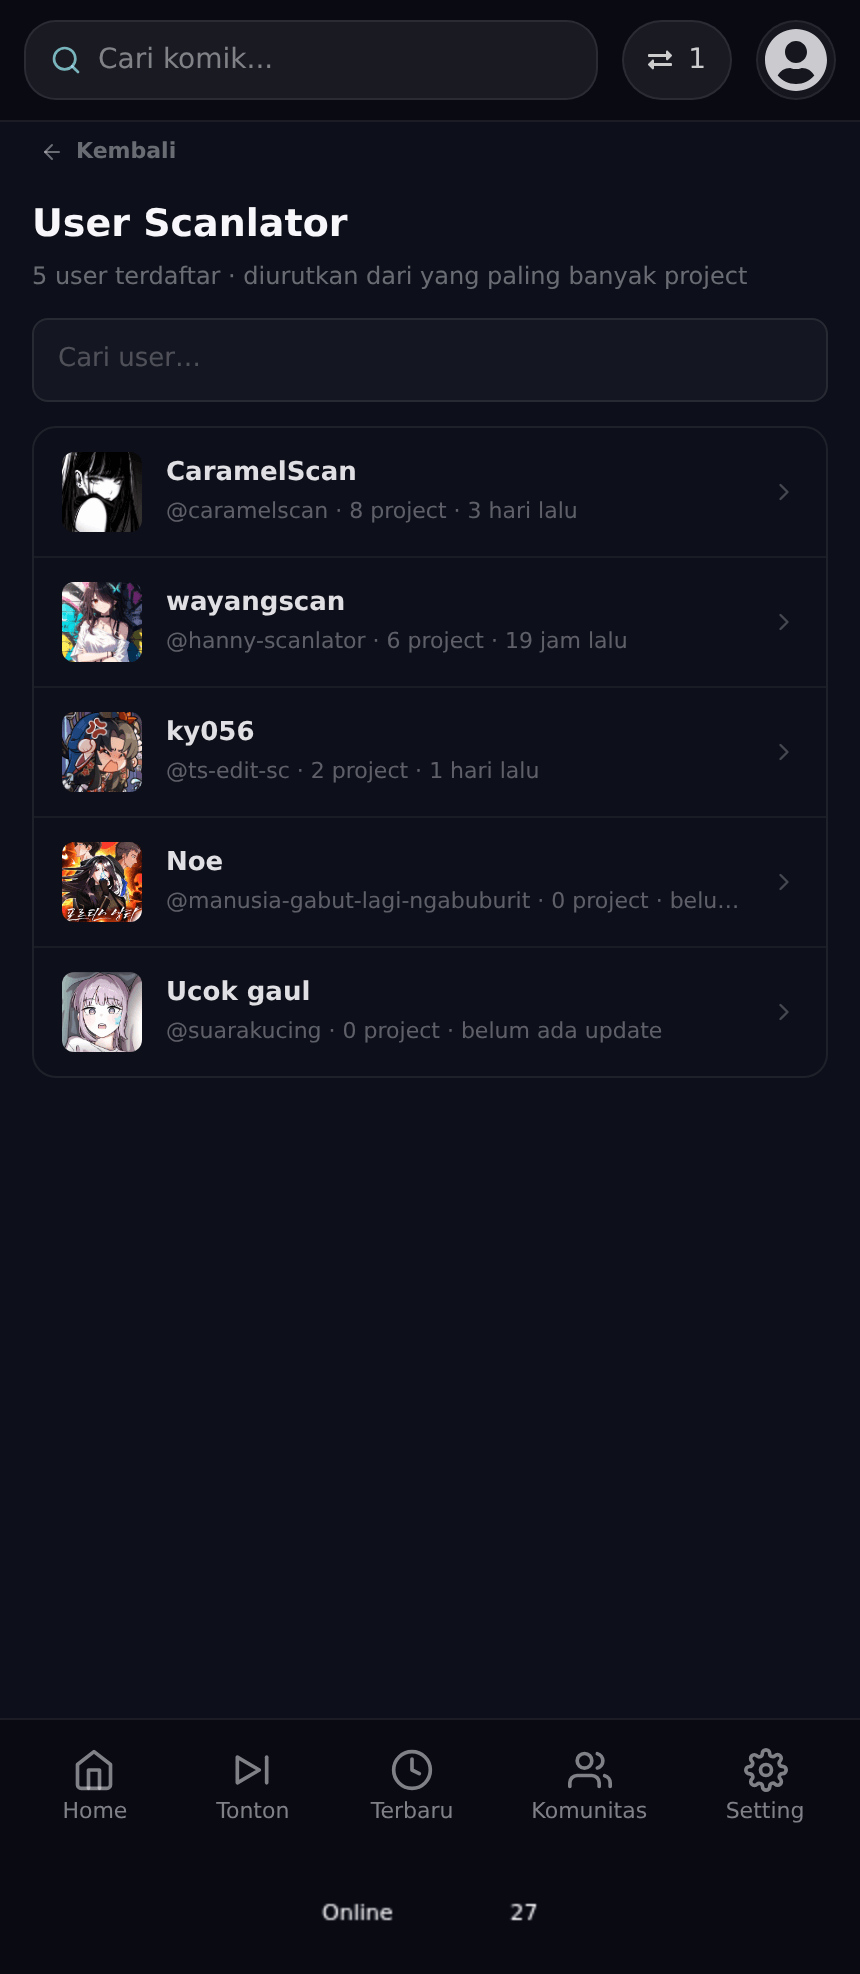 Cari komik...
1
Kembali
User Scanlator
5 user terdaftar · diurutkan dari yang paling banyak project
Cari user...
CaramelScan
@caramelscan · 8 project · 3 hari lalu
wayangscan
@hanny-scanlator · 6 project · 19 jam lalu
ky056
@ts-edit-sc · 2 project · 1 hari lalu
Noe
@manusia-gabut-lagi-ngabuburit · 0 project · belu...
Ucok gaul
@suarakucing · 0 project · belum ada update
Home Tonton Terbaru Komunitas Setting
Online 27